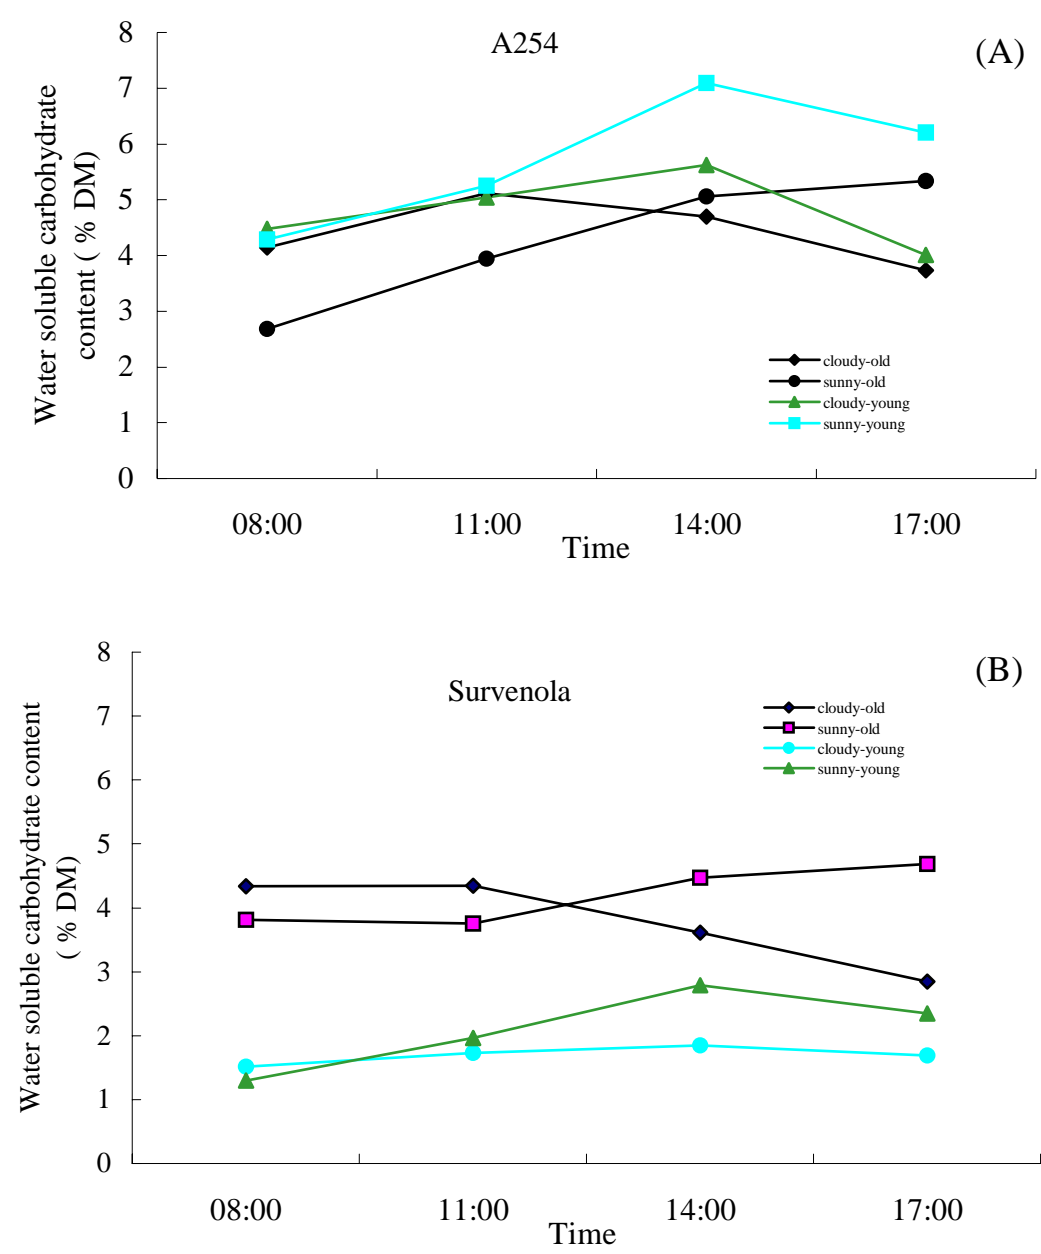 A254
(A)
8
7
6
5
4
3
2
1
0
Water soluble carbohydrate
content ( % DM)
cloudy-old
sunny-old
cloudy-young
sunny-young
08:00 11:00 14:00 17:00
Time
Survenola
(B)
8
7
6
5
4
3
2
1
0
Water soluble carbohydrate content
( % DM)
cloudy-old
sunny-old
cloudy-young
sunny-young
08:00 11:00 14:00 17:00
Time